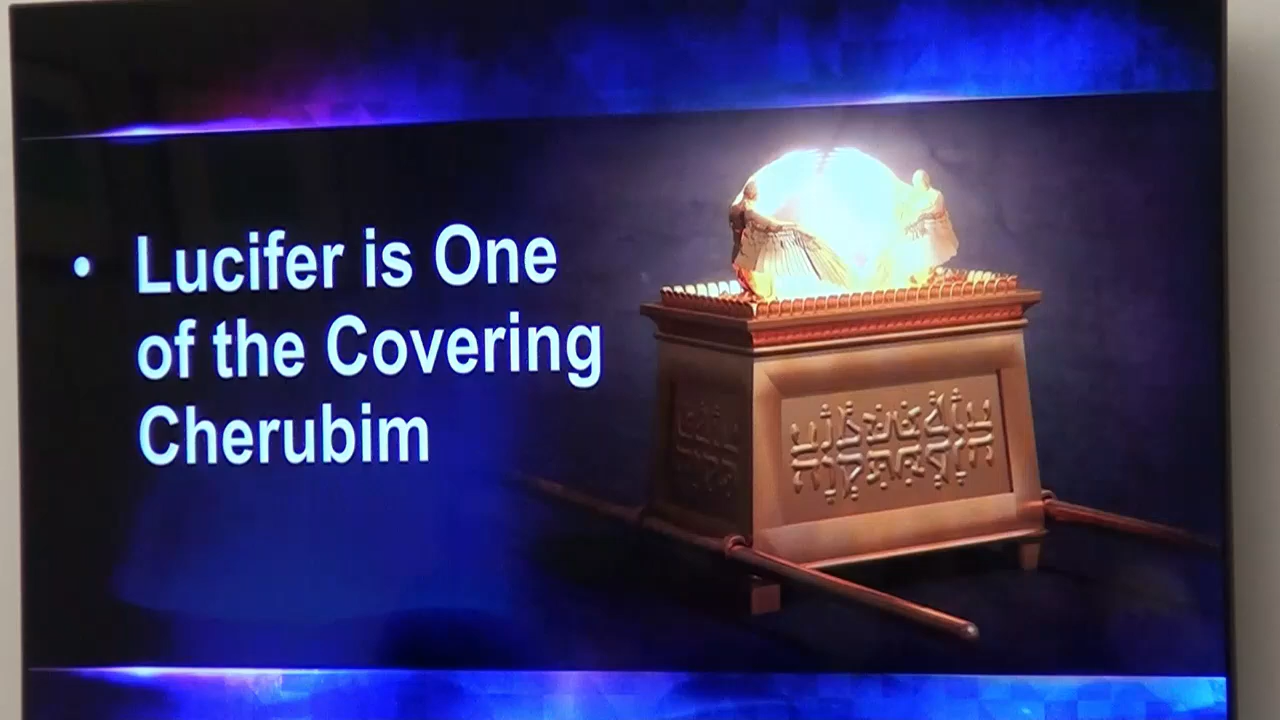 • Lucifer is One
of the Covering
Cherubim